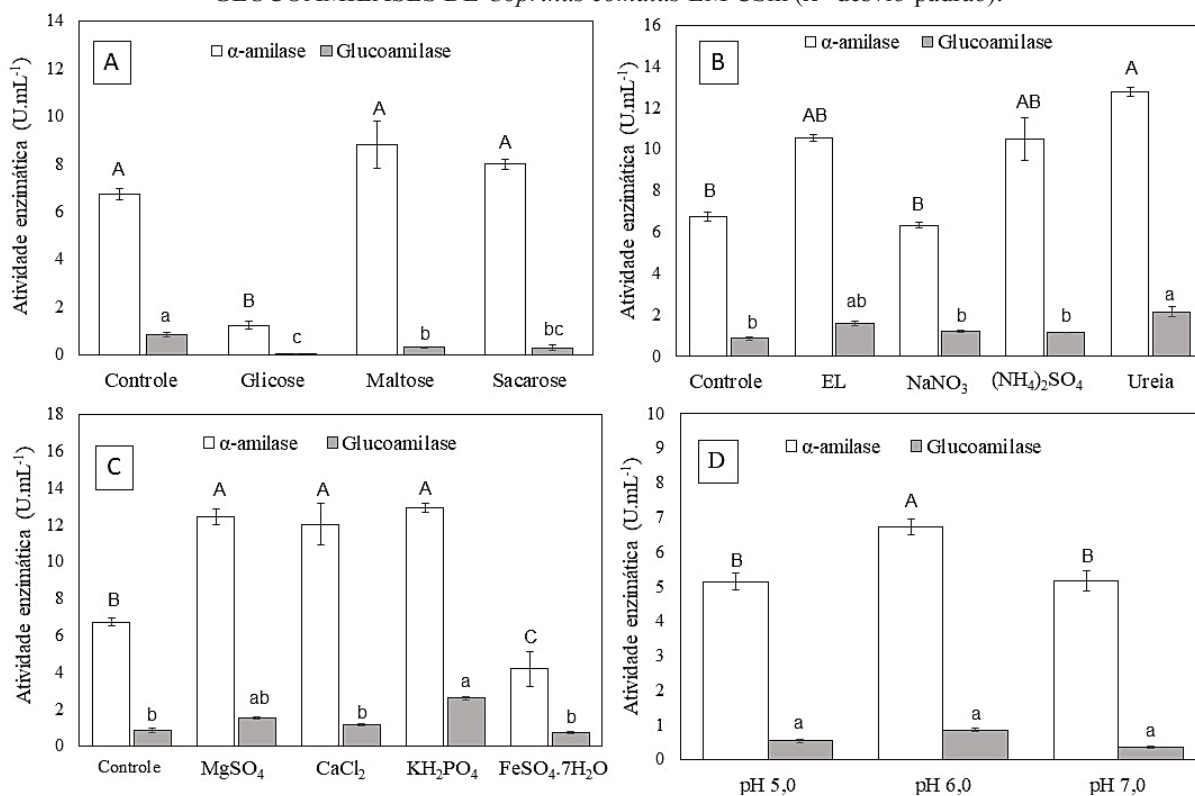 GLUCOAMILASES DE Coprinus comatus EM CSm (n= desvio padrão).
A
α-amilase Glucoamilase
Atividade enzimática (U.mL-1)
14
12
10
8
6
4
2
0
A
a
B
c
A
b
A
bc
Controle Glicose Maltose Sacarose
B
α-amilase Glucoamilase
Atividade enzimática (U.mL-1)
16
14
12
10
8
6
4
2
0
B
b
AB
ab
B
b
AB
b
A
a
Controle EL NaNO3 (NH4)2SO4 Ureia
C
α-amilase Glucoamilase
Atividade enzimática (U.mL-1)
18
16
14
12
10
8
6
4
2
0
B
b
A
ab
A
b
A
a
C
b
Controle MgSO4 CaCl2 KH2PO4 FeSO4.7H2O
D
α-amilase Glucoamilase
Atividade enzimática (U.mL-1)
10
9
8
7
6
5
4
3
2
1
0
B
a
A
a
B
a
pH 5,0 pH 6,0 pH 7,0